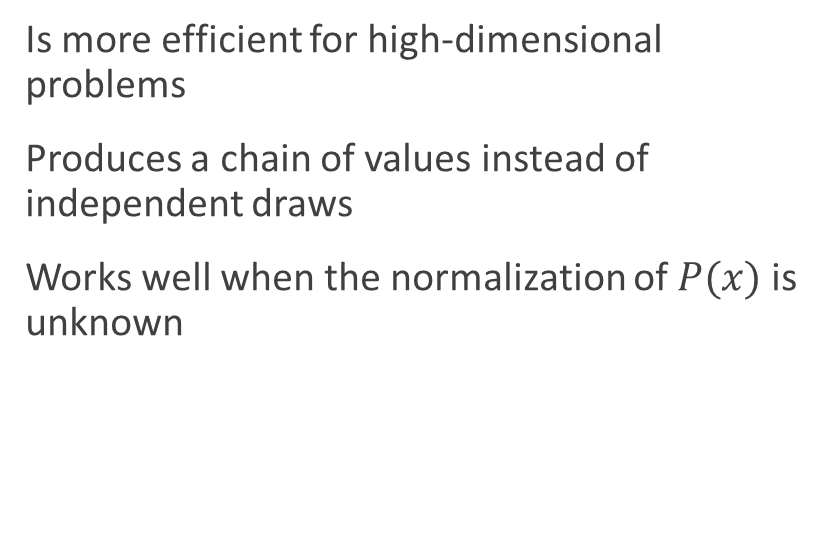 Is more efficient for high-dimensional
problems
Produces a chain of values instead of
independent draws
Works well when the normalization of P(x) is
unknown